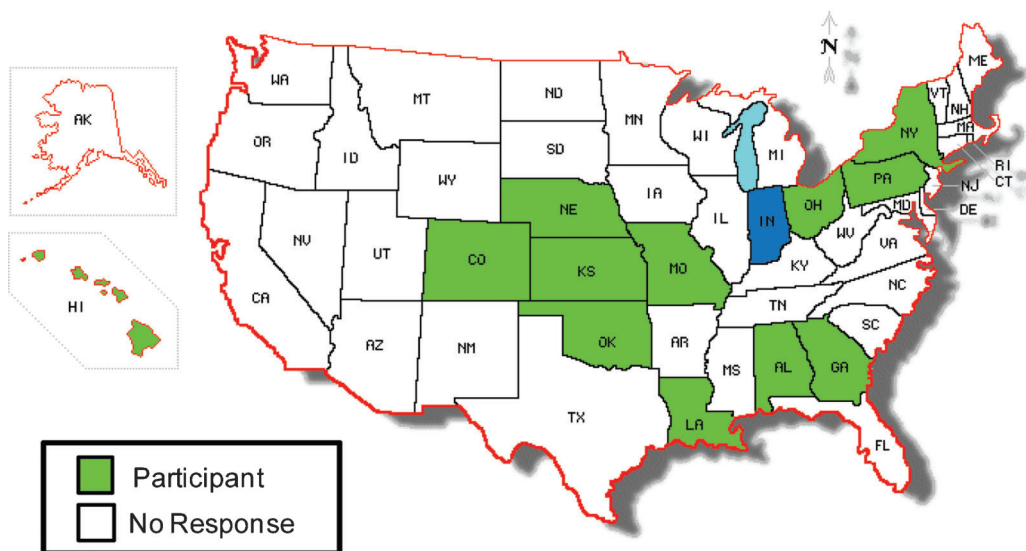 N
ME
WA
VT
NH
MT
ND
MN
MA
NY
AK
OR
WI
MI
ID
SD
RI
CT
WY
PA
NJ
IA
NE
OH
MD
DE
IL
IN
NV
UT
WV
VA
CO
KS
MO
KY
HI
CA
NC
TN
AZ
NM
OK
AR
SC
MS
AL
GA
TX
LA
FL
Participant
No Response